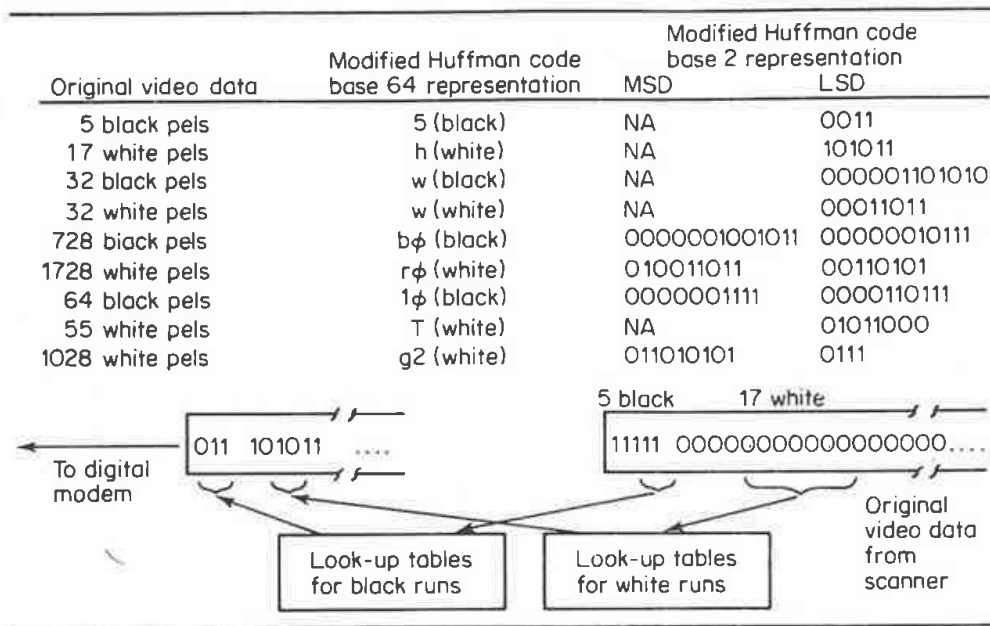 Modified Huffman code
Modified Huffman code base 2 representation
Original video data base 64 representation MSD LSD
5 black pels 5 (black) NA 0011
17 white pels h (white) NA 101011
32 black pels w (black) NA 000001101010
32 white pels w (white) NA 00011011
728 biack pels bϕ (black) 0000001001011 00000010111
1728 white pels rϕ (white) 010011011 00110101
64 black pels 1ϕ (black) 0000001111 0000110111
55 white pels T (white) NA 01011000
1028 white pels g2 (white) 011010101 0111
5 black 17 white
011 101011 ....
11111 00000000000000000....
To digital
modem
Original
video data
from
scanner
Look-up tables
for black runs
Look-up tables
for white runs